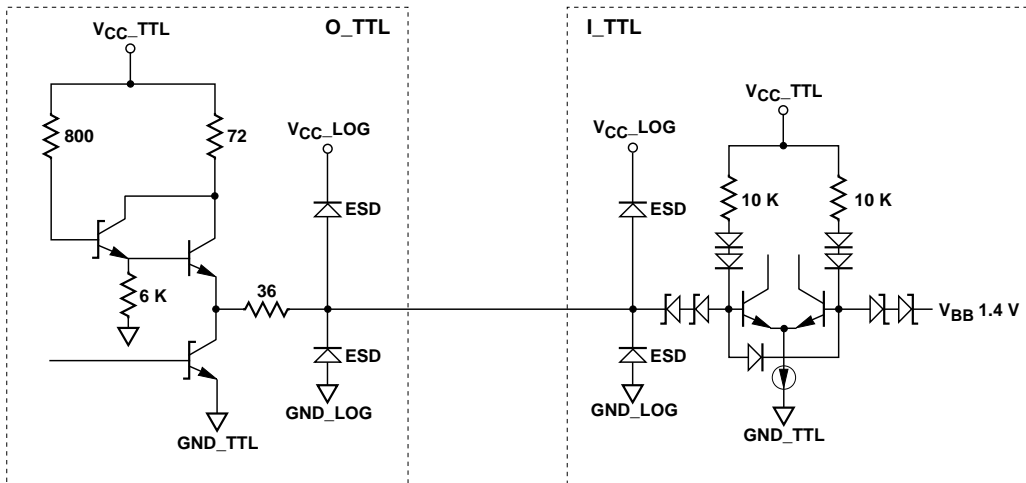 O_TTL
VCC_TTL
800
72
VCC_LOG
ESD
6 K
36
ESD
GND_LOG
GND_TTL
I_TTL
VCC_TTL
VCC_LOG
10 K
10 K
ESD
VBB 1.4 V
ESD
GND_LOG
GND_TTL